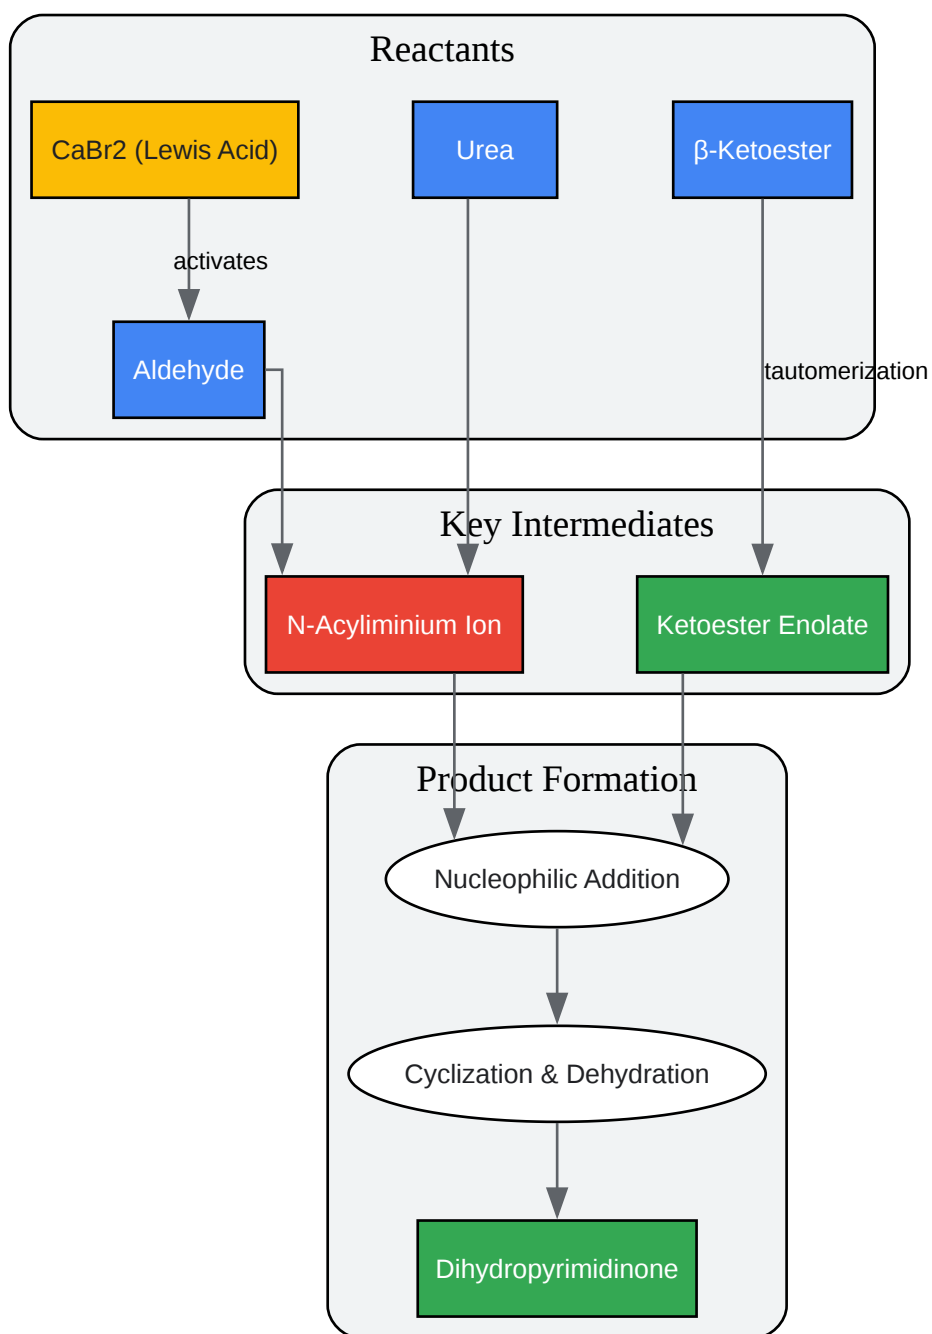 Reactants
CaBr2 (Lewis Acid)
Urea
β-Ketoester
activates
Aldehyde
tautomerization
Key Intermediates
N-Acyliminium Ion
Ketoester Enolate
Product Formation
Nucleophilic Addition
Cyclization & Dehydration
Dihydropyrimidinone